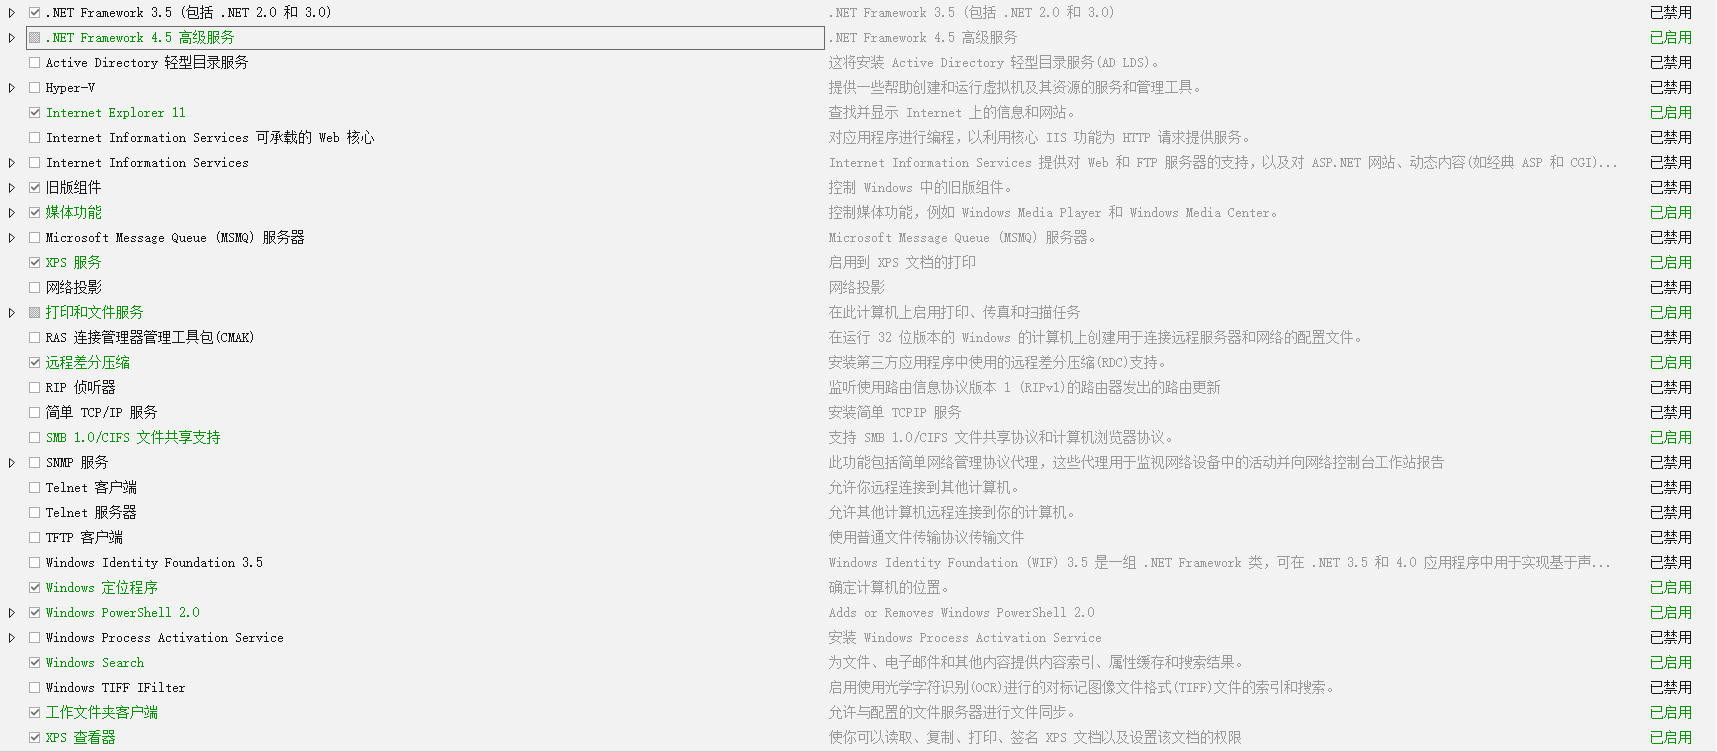 .NET Framework 3.5 (包括 .NET 2.0 和 3.0) .NET Framework 3.5 (包括 .NET 2.0 和 3.0) 已禁用
.NET Framework 4.5 高级服务 .NET Framework 4.5 高级服务 已启用
Active Directory 轻型目录服务 这将安装 Active Directory 轻型目录服务(AD LDS)。 已禁用
Hyper-V 提供一些帮助创建和运行虚拟机及其资源的服务和管理工具。 已禁用
Internet Explorer 11 查找并显示 Internet 上的信息和网站。 已启用
Internet Information Services 可承载的 Web 核心 对应用程序进行编程，以利用核心 IIS 功能为 HTTP 请求提供服务。 已禁用
Internet Information Services Internet Information Services 提供对 Web 和 FTP 服务器的支持，以及对 ASP.NET 网站、动态内容(如经典 ASP 和 CGI)... 已禁用
旧版组件 控制 Windows 中的旧版组件。 已禁用
媒体功能 控制媒体功能，例如 Windows Media Player 和 Windows Media Center。 已启用
Microsoft Message Queue (MSMQ) 服务器 Microsoft Message Queue (MSMQ) 服务器。 已禁用
XPS 服务 启用到 XPS 文档的打印 已启用
网络投影 网络投影 已禁用
打印和文件服务 在此计算机上启用打印、传真和扫描任务 已启用
RAS 连接管理器管理工具包(CMAK) 在运行 32 位版本的 Windows 的计算机上创建用于连接远程服务器和网络的配置文件。 已禁用
远程差分压缩 安装第三方应用程序中使用的远程差分压缩(RDC)支持。 已启用
RIP 侦听器 监听使用路由信息协议版本 1 (RIPv1)的路由器发出的路由更新 已禁用
简单 TCP/IP 服务 安装简单 TCPIP 服务 已禁用
SMB 1.0/CIFS 文件共享支持 支持 SMB 1.0/CIFS 文件共享协议和计算机浏览器协议。 已启用
SNMP 服务 此功能包括简单网络管理协议代理，这些代理用于监视网络设备中的活动并向网络控制台工作站报告 已禁用
Telnet 客户端 允许你远程连接到其他计算机。 已禁用
Telnet 服务器 允许其他计算机远程连接到你的计算机。 已禁用
TFTP 客户端 使用普通文件传输协议传输文件 已禁用
Windows Identity Foundation 3.5 Windows Identity Foundation (WIF) 3.5 是一组 .NET Framework 类，可在 .NET 3.5 和 4.0 应用程序中用于实现基于声... 已禁用
Windows 定位程序 确定计算机的位置。 已启用
Windows PowerShell 2.0 Adds or Removes Windows PowerShell 2.0 已启用
Windows Process Activation Service 安装 Windows Process Activation Service 已禁用
Windows Search 为文件、电子邮件和其他内容提供内容索引、属性缓存和搜索结果。 已启用
Windows TIFF IFilter 启用使用光学字符识别(OCR)进行的对标记图像文件格式(TIFF)文件的索引和搜索。 已禁用
工作文件夹客户端 允许与配置的文件服务器进行文件同步。 已启用
XPS 查看器 使你可以读取、复制、打印、签名 XPS 文档以及设置该文档的权限 已启用